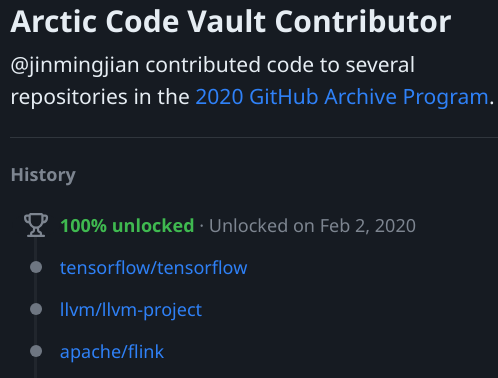 Arctic Code Vault Contributor
@jinmingjian contributed code to several
repositories in the 2020 GitHub Archive Program.
History
100% unlocked · Unlocked on Feb 2, 2020
tensorflow/tensorflow
llvm/llvm-project
apache/flink